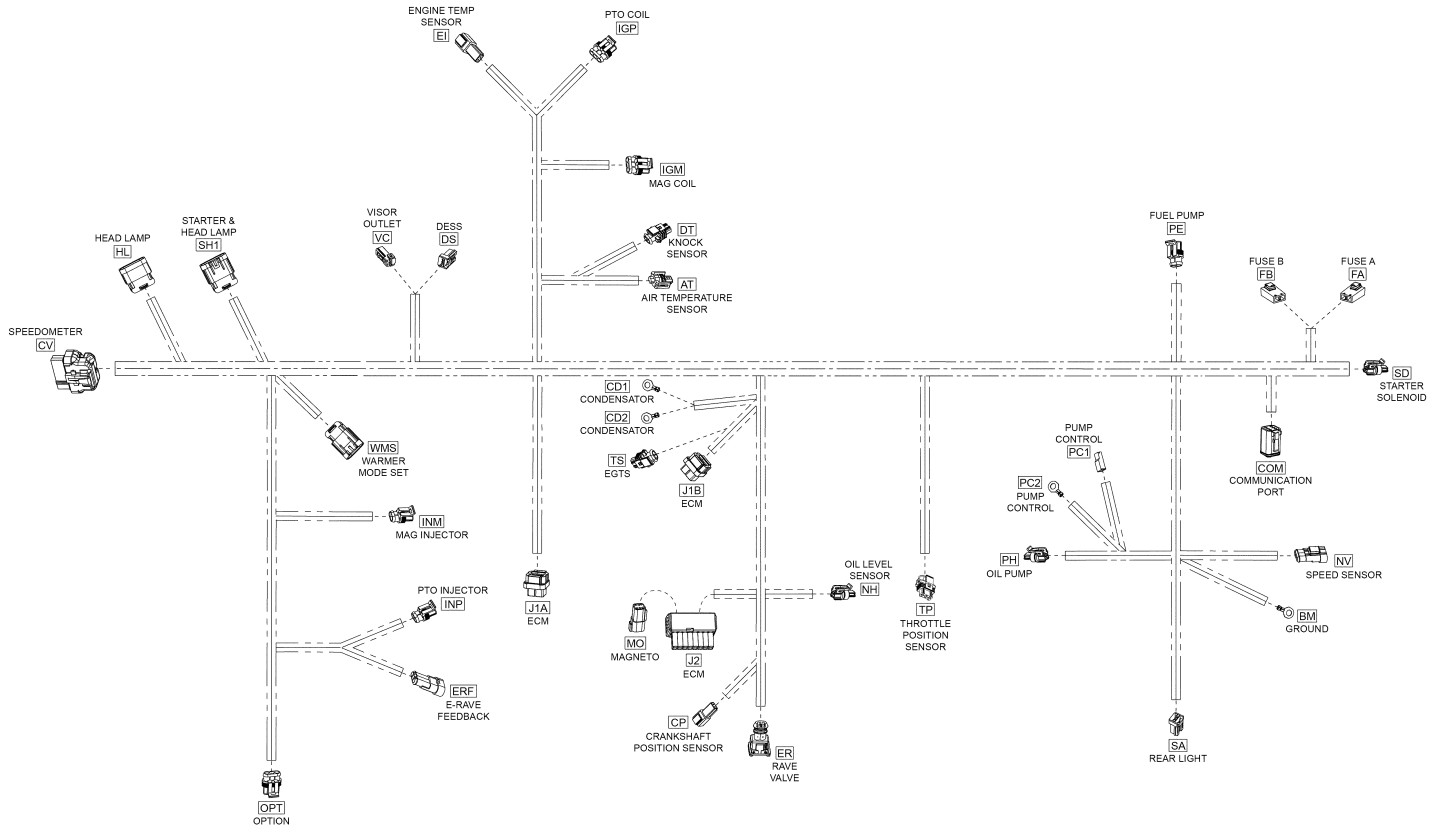 ENGINE TEMP
SENSOR
EI
PTO COIL
IGP
IGM
MAG COIL
DT
KNOCK
SENSOR
AT
AIR TEMPERATURE
SENSOR
VISOR
OUTLET
VC
DESS
DS
STARTER &
HEAD LAMP
SH1
HEAD LAMP
HL
SPEEDOMETER
CV
FUEL PUMP
PE
FUSE B
FB
FUSE A
FA
SD
STARTER
SOLENOID
CD1
CONDENSATOR
CD2
CONDENSATOR
TS
EGTS
J1B
ECM
WMS
WARMER
MODE SET
PUMP
CONTROL
PC1
PC2
PUMP
CONTROL
COM
COMMUNICATION
PORT
INM
MAG INJECTOR
PH
OIL PUMP
NV
SPEED SENSOR
BM
GROUND
OIL LEVEL
SENSOR
NH
TP
THROTTLE
POSITION
SENSOR
J1A
ECM
PTO INJECTOR
INP
MO
MAGNETO
J2
ECM
ERF
E-RAVE
FEEDBACK
CP
CRANKSHAFT
POSITION SENSOR
ER
RAVE
VALVE
SA
REAR LIGHT
OPT
OPTION